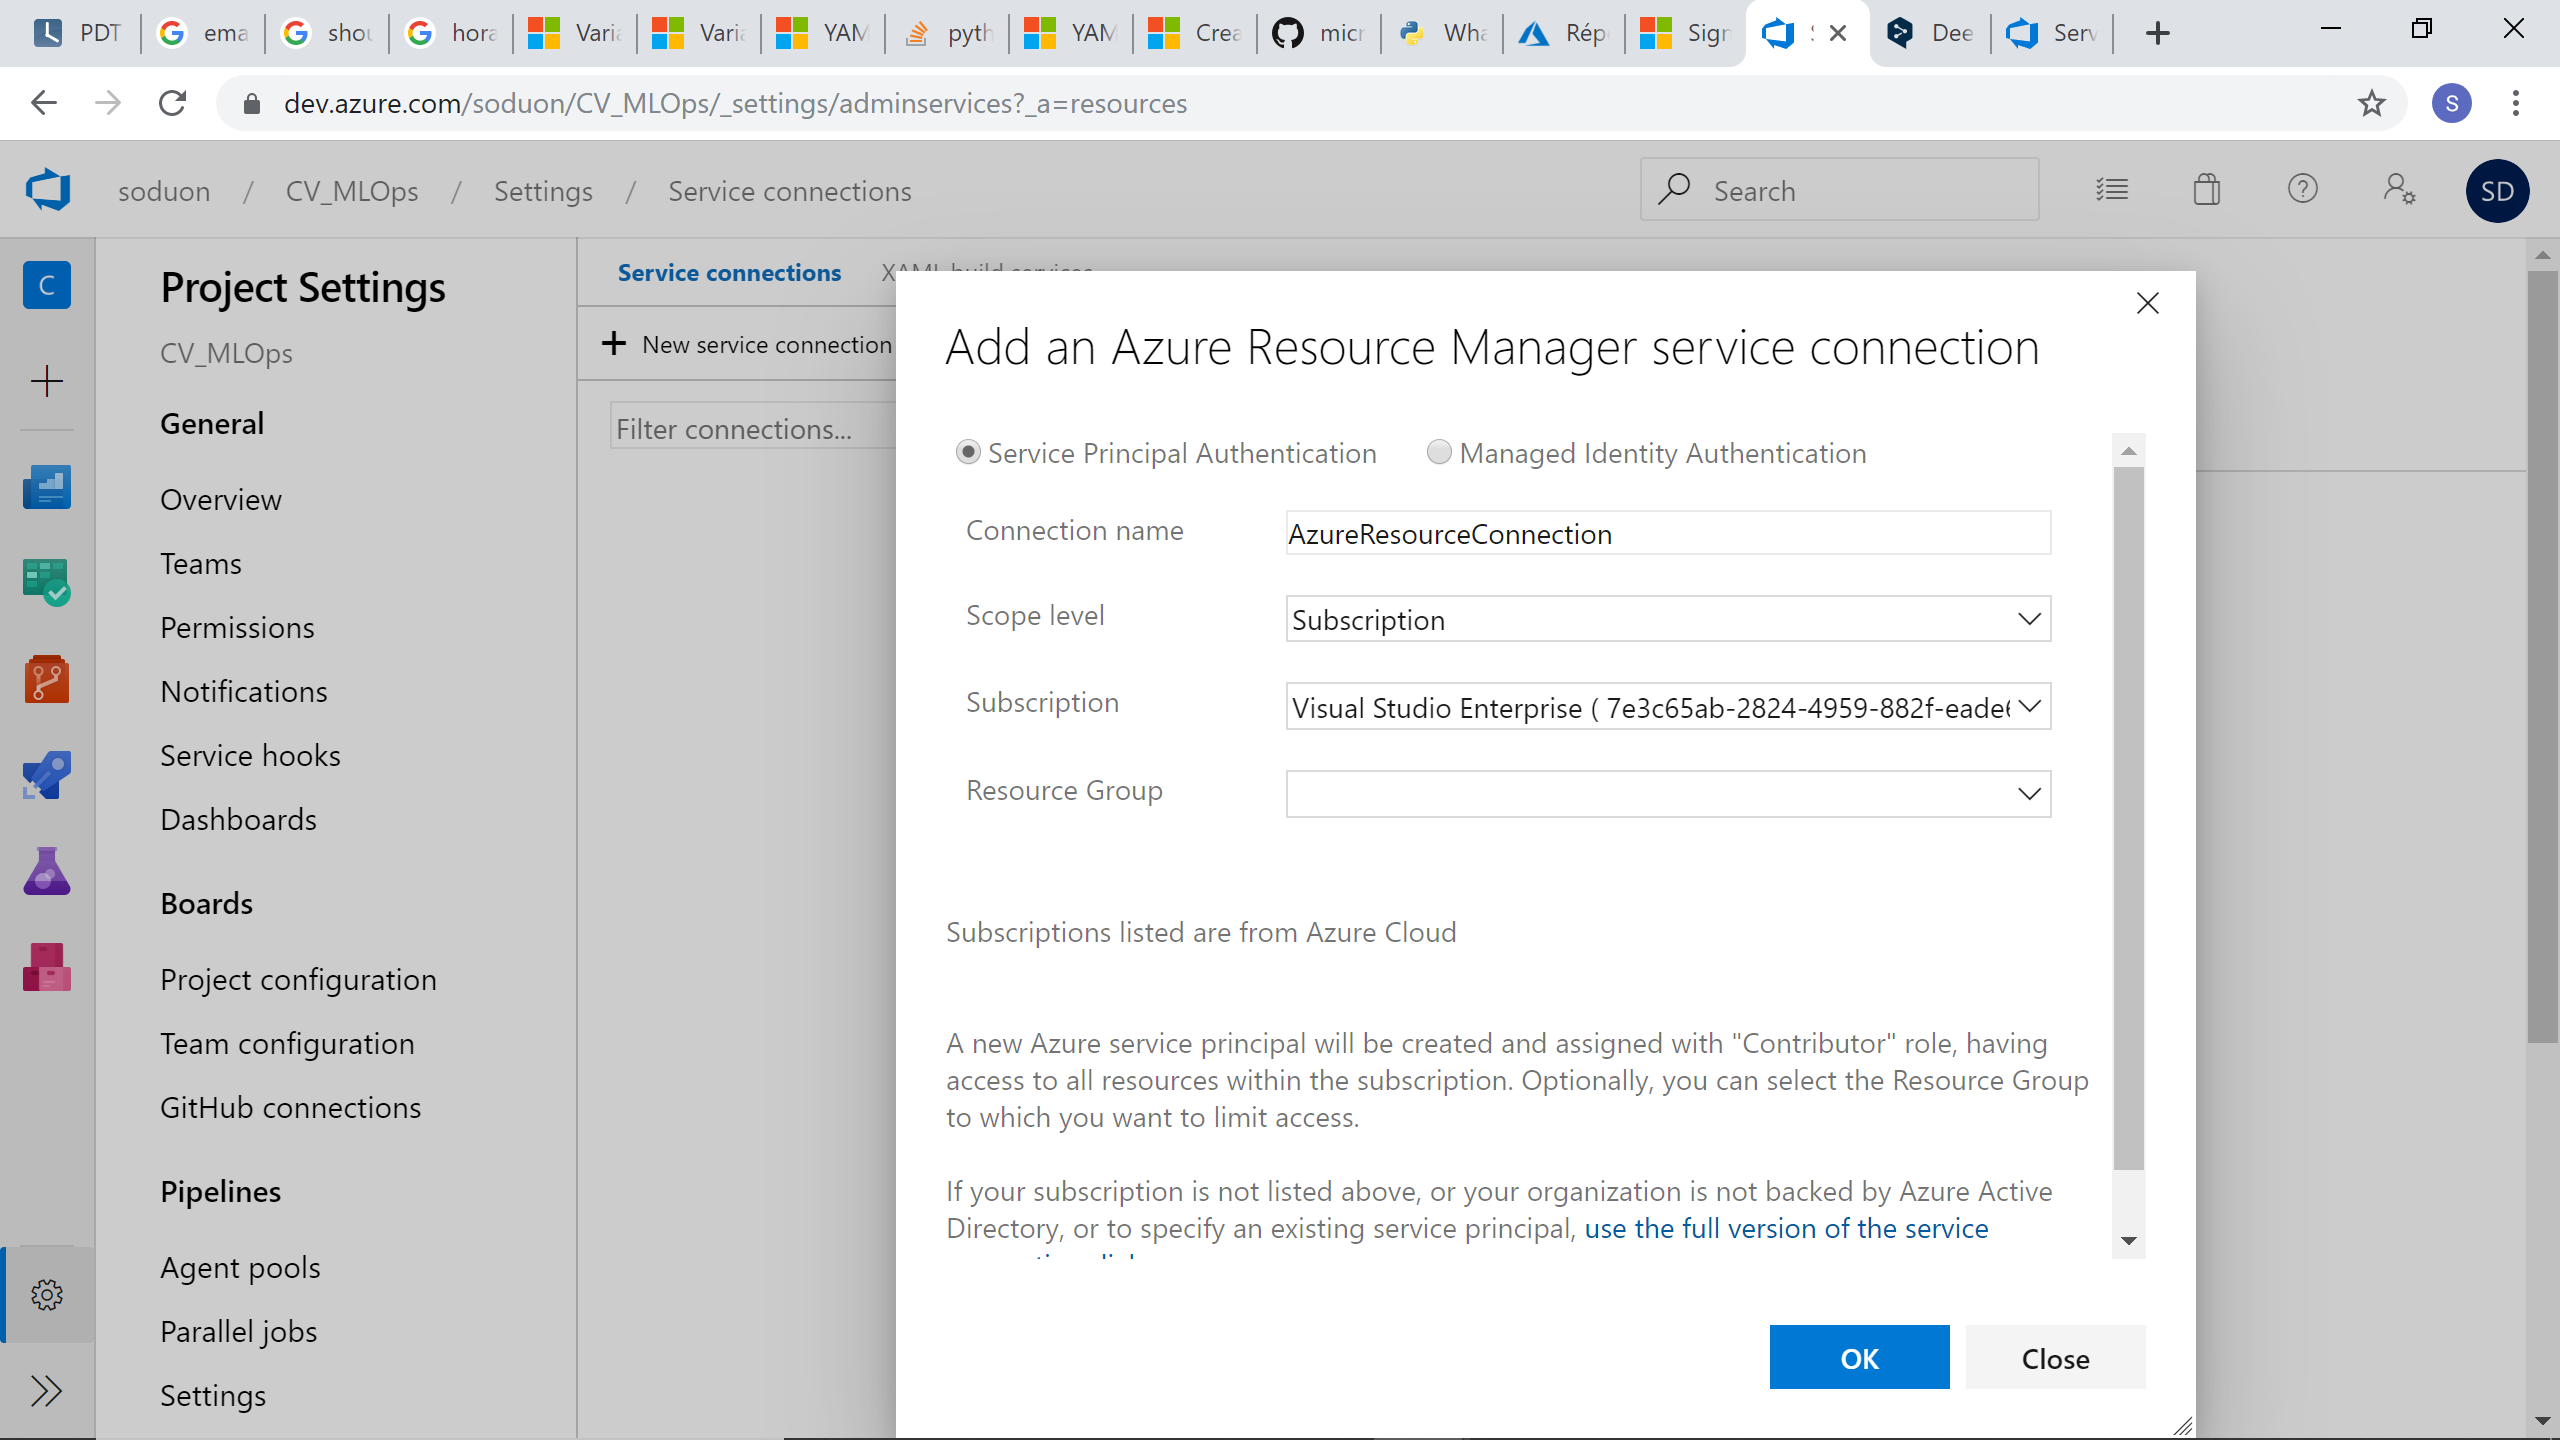 PDT
ema
shou
hora
Varia
Varia
YAM
pyth
YAM
Crea
micr
Wha
Répo
Sign
Dee
Serv
dev.azure.com/soduon/CV_MLOps/_settings/adminservices?_a=resources
S
soduon / CV_MLOps / Settings / Service connections
Search
SD
C
Project Settings
CV_MLOps
General
Overview
Teams
Permissions
Notifications
Service hooks
Dashboards
Boards
Project configuration
Team configuration
GitHub connections
Pipelines
Agent pools
Parallel jobs
Settings
Service connections
XAML build services
New service connection
Filter connections...
Add an Azure Resource Manager service connection
Service Principal Authentication
Managed Identity Authentication
Connection name
AzureResourceConnection
Scope level
Subscription
Subscription
Visual Studio Enterprise ( 7e3c65ab-2824-4959-882f-eade6
Resource Group
Subscriptions listed are from Azure Cloud
A new Azure service principal will be created and assigned with "Contributor" role, having
access to all resources within the subscription. Optionally, you can select the Resource Group
to which you want to limit access.
If your subscription is not listed above, or your organization is not backed by Azure Active
Directory, or to specify an existing service principal, use the full version of the service
OK
Close